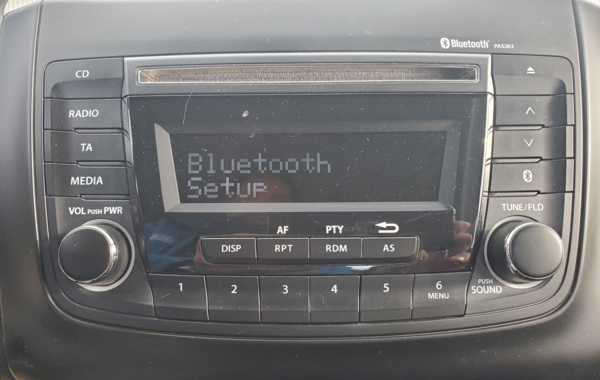 Bluetooth® PA5283
CD
RADIO
TA
MEDIA
VOL PUSH PWR
Bluetooth
Setup
AF PTY
DISP RPT RDM AS
TUNE/FLD
PUSH
SOUND
1 2 3 4 5 6
MENU